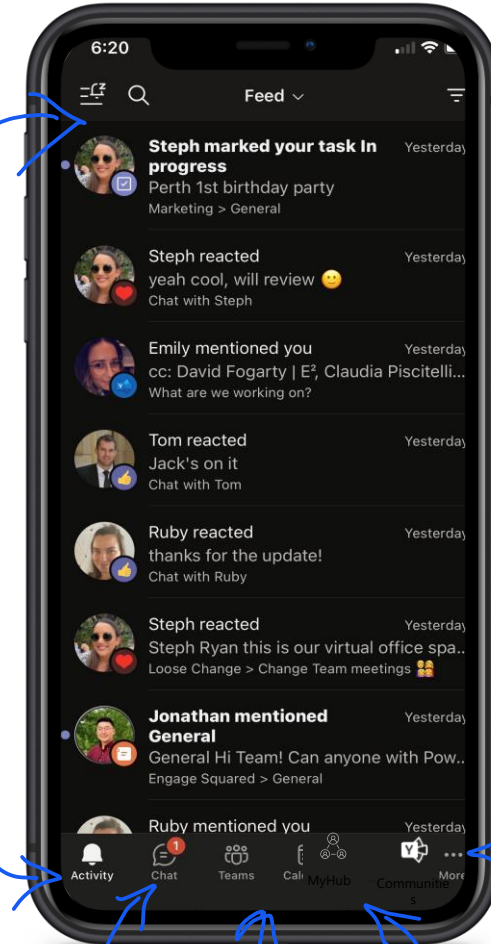 6:20
Feed
Steph marked your task In Yesterday
progress
Perth 1st birthday party
Marketing > General
Steph reacted Yesterday
yeah cool, will review 🙂
Chat with Steph
Emily mentioned you Yesterday
cc: David Fogarty | E², Claudia Piscitelli...
What are we working on?
Tom reacted Yesterday
Jack's on it
Chat with Tom
Ruby reacted Yesterday
thanks for the update!
Chat with Ruby
Steph reacted Yesterday
Steph Ryan this is our virtual office spa..
Loose Change > Change Team meetings 👭
Jonathan mentioned Yesterday
General
General Hi Team! Can anyone with Pow..
Engage Squared > General
Ruby mentioned you Yesterday
1
Y
Activity Chat Teams Cal MyHub Communitie More
s